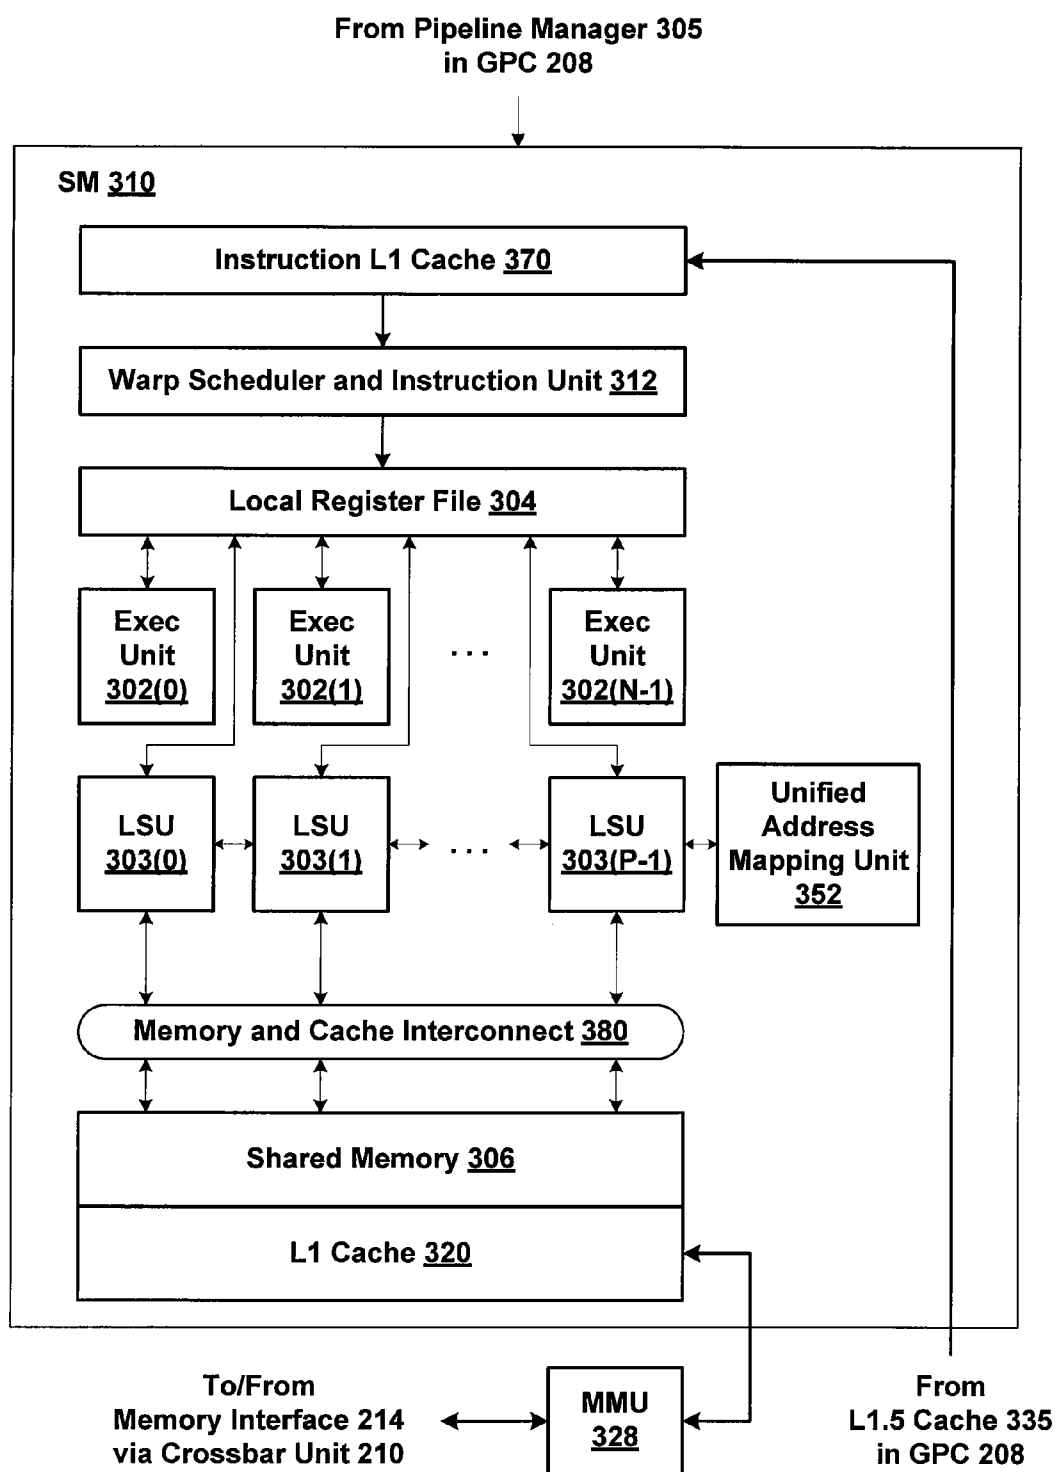 From Pipeline Manager 305
in GPC 208
SM 310
Instruction L1 Cache 370
Warp Scheduler and Instruction Unit 312
Local Register File 304
Exec
Unit
302(0)
Exec
Unit
302(1)
. . .
Exec
Unit
302(N-1)
LSU
303(0)
LSU
303(1)
. . .
LSU
303(P-1)
Unified
Address
Mapping Unit
352
Memory and Cache Interconnect 380
Shared Memory 306
L1 Cache 320
To/From
Memory Interface 214
via Crossbar Unit 210
MMU
328
From
L1.5 Cache 335
in GPC 208